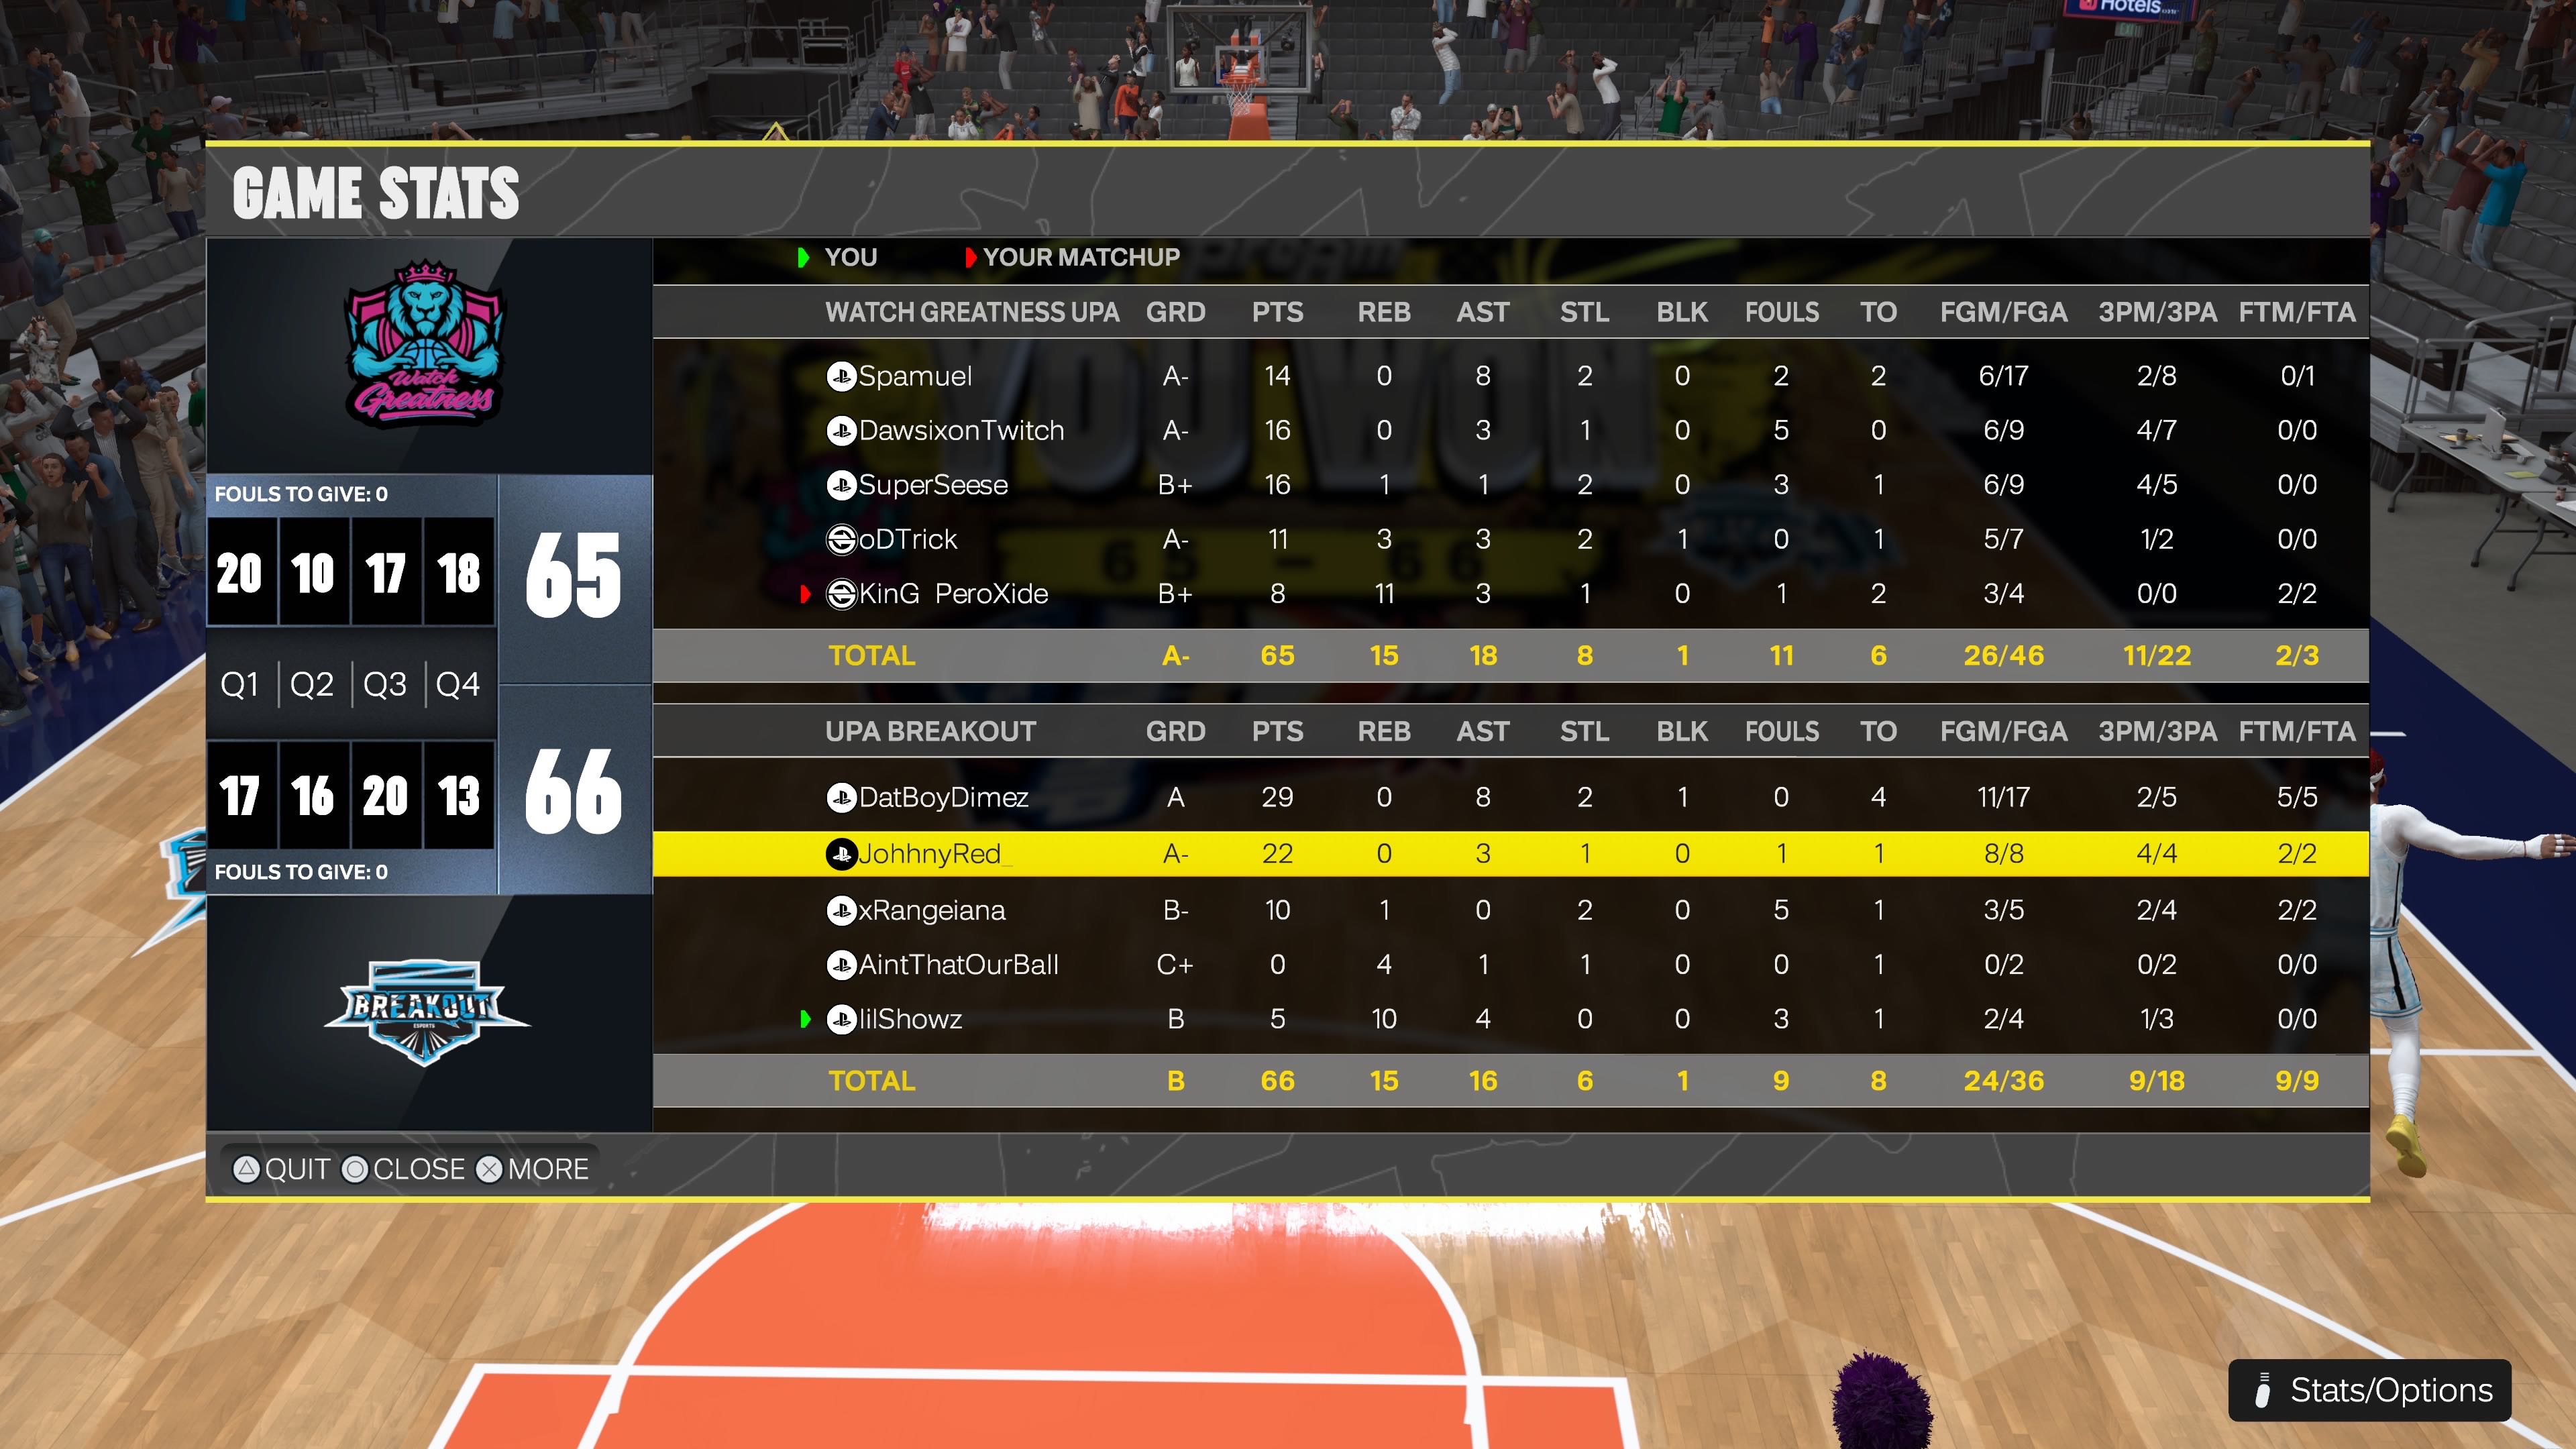 Hotels.com
GAME STATS
YOU YOUR MATCHUP
WATCH GREATNESS UPA GRD PTS REB AST STL BLK FOULS TO FGM/FGA 3PM/3PA FTM/FTA
Spamuel A- 14 0 8 2 0 2 2 6/17 2/8 0/1
DawsixonTwitch A- 16 0 3 1 0 5 0 6/9 4/7 0/0
SuperSeese B+ 16 1 1 2 0 3 1 6/9 4/5 0/0
oDTrick A- 11 3 3 2 1 0 1 5/7 1/2 0/0
KinG PeroXide B+ 8 11 3 1 0 1 2 3/4 0/0 2/2
TOTAL A- 65 15 18 8 1 11 6 26/46 11/22 2/3
UPA BREAKOUT GRD PTS REB AST STL BLK FOULS TO FGM/FGA 3PM/3PA FTM/FTA
DatBoyDimez A 29 0 8 2 1 0 4 11/17 2/5 5/5
JohhnyRed_ A- 22 0 3 1 0 1 1 8/8 4/4 2/2
xRangeiana B- 10 1 0 2 0 5 1 3/5 2/4 2/2
AintThatOurBall C+ 0 4 1 1 0 0 1 0/2 0/2 0/0
lilShowz B 5 10 4 0 0 3 1 2/4 1/3 0/0
TOTAL B 66 15 16 6 1 9 8 24/36 9/18 9/9
Watch
Greatness
FOULS TO GIVE: 0
20 10 17 18 65
Q1 Q2 Q3 Q4
17 16 20 13 66
FOULS TO GIVE: 0
BREAKOUT
ESPORTS
YOU WON
65 - 66
QUIT CLOSE MORE
Stats/Options